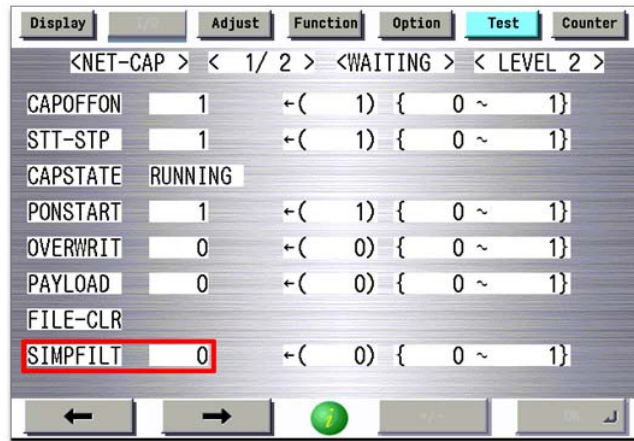 Display I/O Adjust Function Option Test Counter
<NET-CAP > < 1/ 2 > <WAITING > < LEVEL 2 >
CAPOFFON 1 ←( 1) { 0 ~ 1}
STT-STP 1 ←( 1) { 0 ~ 1}
CAPSTATE RUNNING
PONSTART 1 ←( 1) { 0 ~ 1}
OVERWRIT 0 ←( 0) { 0 ~ 1}
PAYLOAD 0 ←( 0) { 0 ~ 1}
FILE-CLR
SIMPFILT 0 ←( 0) { 0 ~ 1}
← → i +/- OK ↵